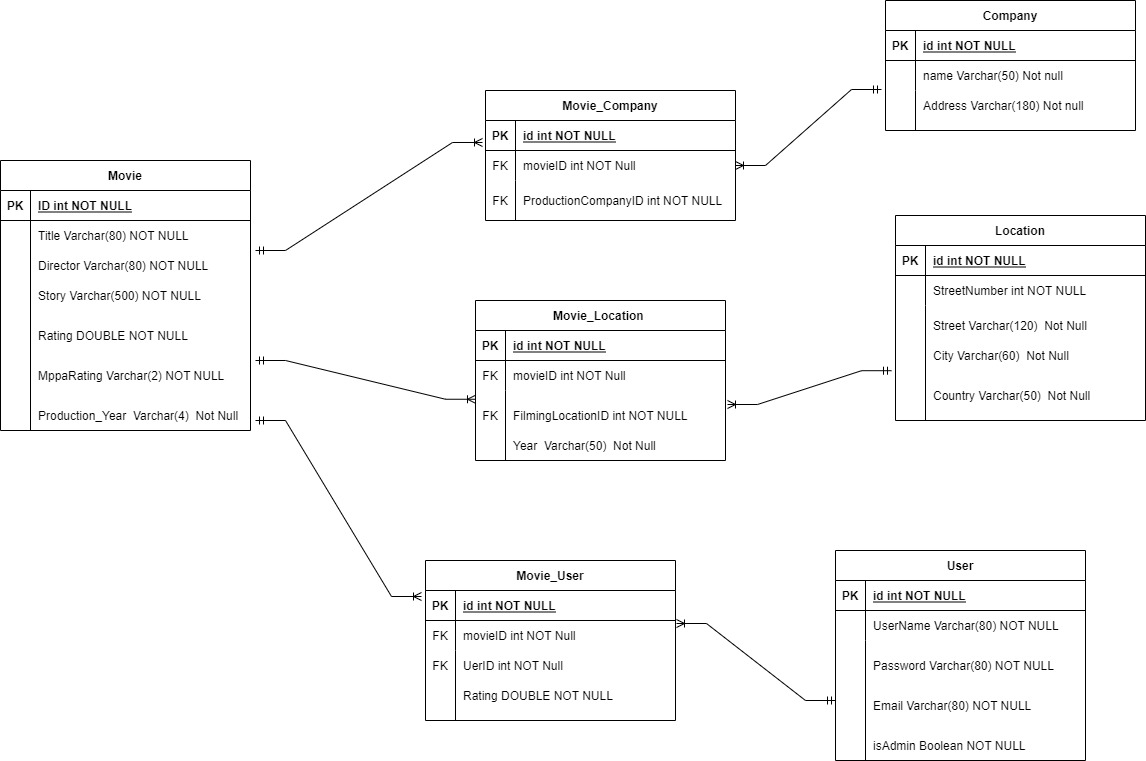 Company
PK id int NOT NULL
name Varchar(50) Not null
Address Varchar(180) Not null
Movie_Company
PK id int NOT NULL
FK movieID int NOT Null
FK ProductionCompanyID int NOT NULL
Movie
PK ID int NOT NULL
Title Varchar(80) NOT NULL
Director Varchar(80) NOT NULL
Story Varchar(500) NOT NULL
Rating DOUBLE NOT NULL
MppaRating Varchar(2) NOT NULL
Production_Year Varchar(4) Not Null
Location
PK id int NOT NULL
StreetNumber int NOT NULL
Street Varchar(120) Not Null
City Varchar(60) Not Null
Country Varchar(50) Not Null
Movie_Location
PK id int NOT NULL
FK movieID int NOT Null
FK FilmingLocationID int NOT NULL
Year Varchar(50) Not Null
Movie_User
PK id int NOT NULL
FK movieID int NOT Null
FK UerID int NOT Null
Rating DOUBLE NOT NULL
User
PK id int NOT NULL
UserName Varchar(80) NOT NULL
Password Varchar(80) NOT NULL
Email Varchar(80) NOT NULL
isAdmin Boolean NOT NULL